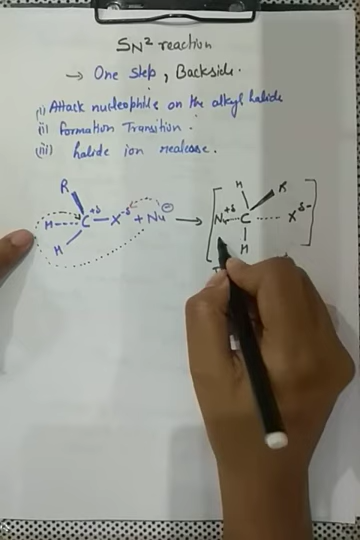 SN2 reaction
→ One step, Backside.
(i) Attack nucleophile on the alkyl halide
(ii) Formation Transition.
(iii) halide ion realease.
R H R
H C+δ X-δ + Nu⊖ → [N +δ C X δ-]
H H